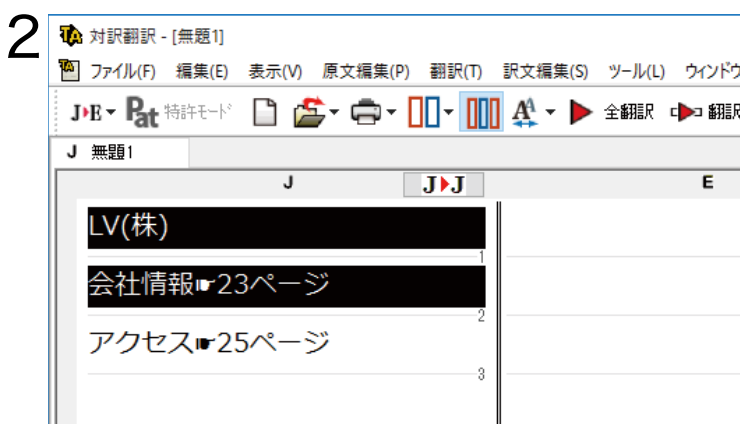 2
対訳翻訳 - [無題1]
ファイル(F) 編集(E) 表示(V) 原文編集(P) 翻訳(T) 訳文編集(S) ツール(L) ウィンドウ
J▶E Pat 特許モード A A 全翻訳 翻訳
J 無題1
J J▶J E
LV(株)
1
会社情報☛23ページ
2
アクセス☛25ページ
3